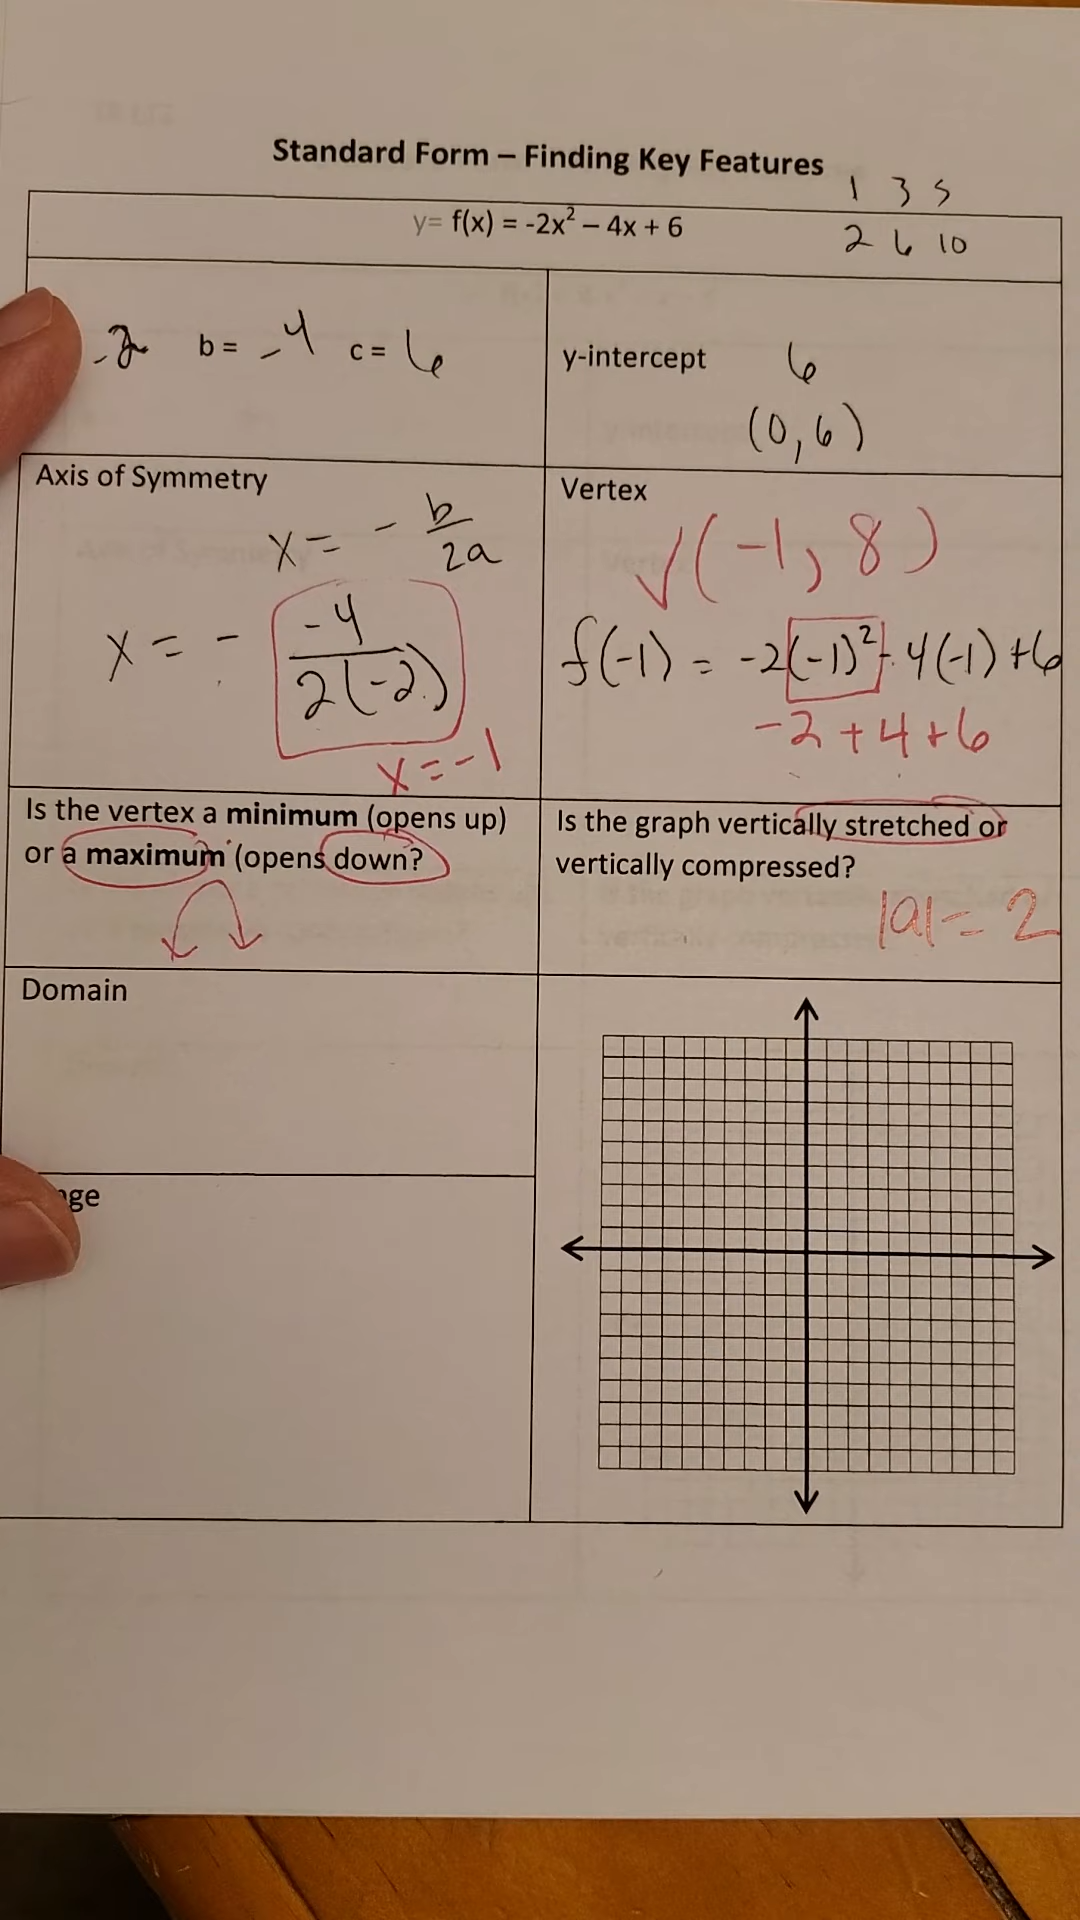 Standard Form – Finding Key Features
1 3 5
y= f(x) = -2x² – 4x + 6
2 6 10
-2 b = -4 c = 6
y-intercept 6
(0, 6)
Axis of Symmetry
x = - b/2a
x = - -4/2(-2)
x = -1
Vertex
√(-1, 8)
f(-1) = -2(-1)² - 4(-1) + 6
-2 + 4 + 6
Is the vertex a minimum (opens up)
or a maximum (opens down?
Is the graph vertically stretched or
vertically compressed?
|a| = 2
Domain
nge